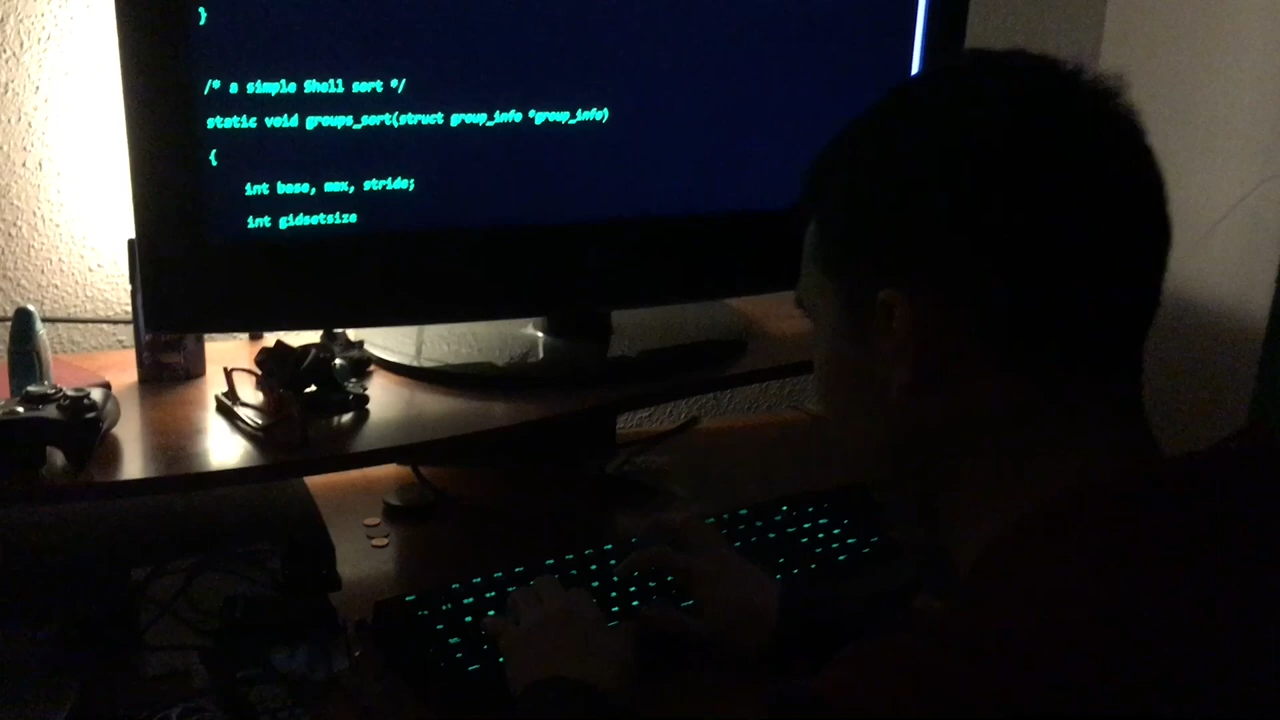 }
/* a simple Shell sort */
static void groups_sort(struct group_info *group_info)
{
int base, max, stride;
int gidsetsize